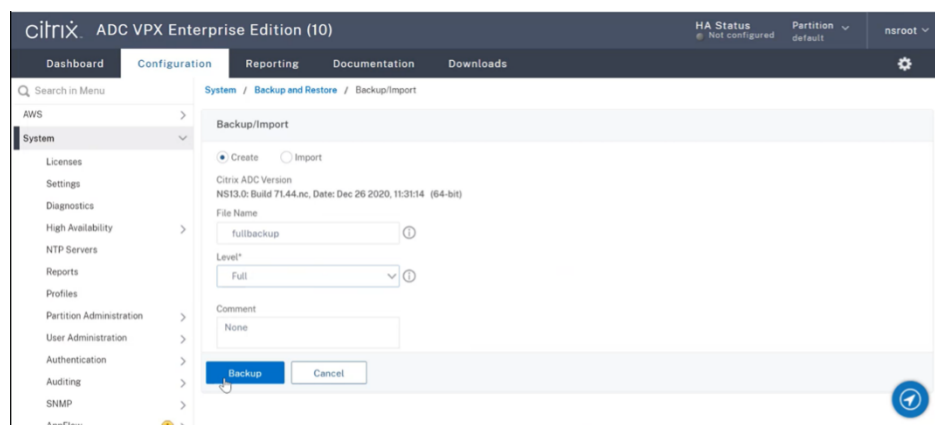 citrix. ADC VPX Enterprise Edition (10)
HA Status
Not configured
Partition
default
nsroot
Dashboard Configuration Reporting Documentation Downloads
Search in Menu
System / Backup and Restore / Backup/Import
AWS
System
Licenses
Settings
Diagnostics
High Availability
NTP Servers
Reports
Profiles
Partition Administration
User Administration
Authentication
Auditing
SNMP
AppFlow
Backup/Import
Create Import
Citrix ADC Version
NS13.0: Build 71.44.nc, Date: Dec 26 2020, 11:31:14 (64-bit)
File Name
fullbackup
Level*
Full
Comment
None
Backup Cancel